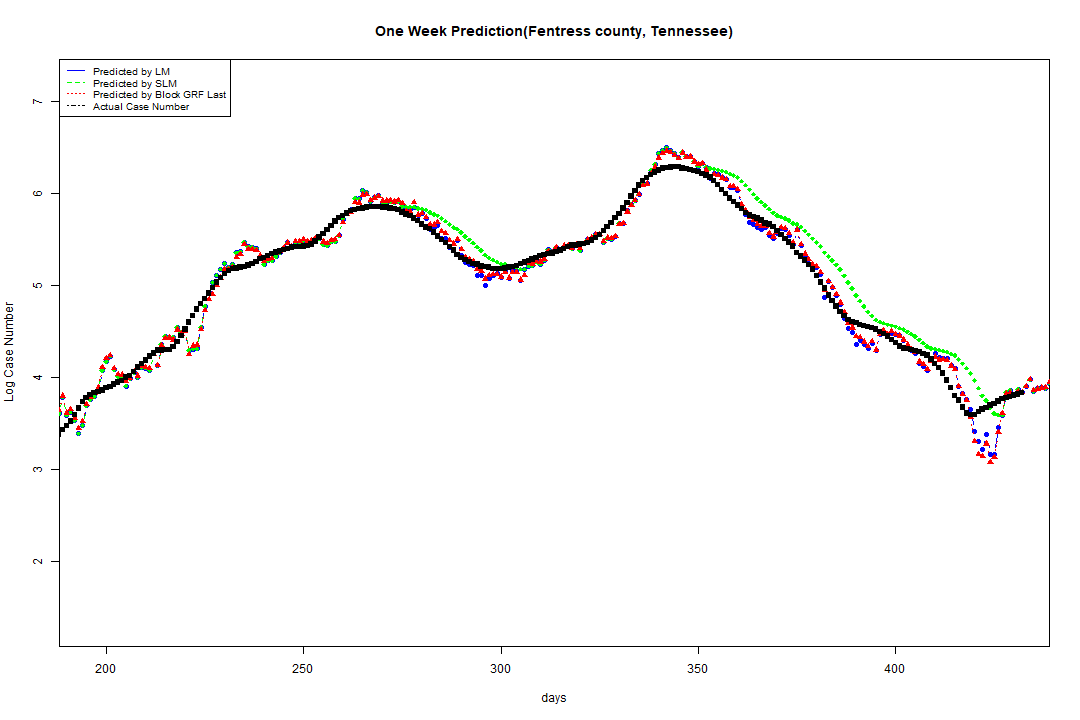 One Week Prediction(Fentress county, Tennessee)
Predicted by LM
Predicted by SLM
Predicted by Block GRF Last
Actual Case Number
7
6
5
4
3
2
Log Case Number
200 250 300 350 400
days